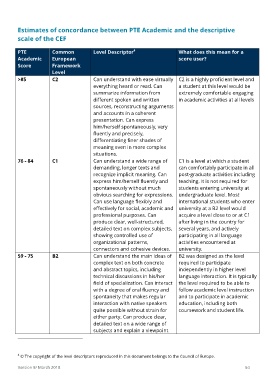 Estimates of concordance between PTE Academic and the descriptive
scale of the CEF
PTE
Academic
Score
Common
European
Framework
Level
Level Descriptor²
What does this mean for a
score user?
>85
C2
Can understand with ease virtually
everything heard or read. Can
summarize information from
different spoken and written
sources, reconstructing arguments
and accounts in a coherent
presentation. Can express
him/herself spontaneously, very
fluently and precisely,
differentiating finer shades of
meaning even in more complex
situations.
C2 is a highly proficient level and
a student at this level would be
extremely comfortable engaging
in academic activities at all levels
76 - 84
C1
Can understand a wide range of
demanding, longer texts and
recognize implicit meaning. Can
express him/herself fluently and
spontaneously without much
obvious searching for expressions.
Can use language flexibly and
effectively for social, academic and
professional purposes. Can
produce clear, well-structured,
detailed text on complex subjects,
showing controlled use of
organizational patterns,
connectors and cohesive devices.
C1 is a level at which a student
can comfortably participate in all
post-graduate activities including
teaching. It is not required for
students entering university at
undergraduate level. Most
international students who enter
university at a B2 level would
acquire a level close to or at C1
after living in the country for
several years, and actively
participating in all language
activities encountered at
university.
59 - 75
B2
Can understand the main ideas of
complex text on both concrete
and abstract topics, including
technical discussions in his/her
field of specialization. Can interact
with a degree of oral fluency and
spontaneity that makes regular
interaction with native speakers
quite possible without strain for
either party. Can produce clear,
detailed text on a wide range of
subjects and explain a viewpoint
B2 was designed as the level
required to participate
independently in higher level
language interaction. It is typically
the level required to be able to
follow academic level instruction
and to participate in academic
education, including both
coursework and student life.
² © The copyright of the level descriptors reproduced in this document belongs to the Council of Europe.